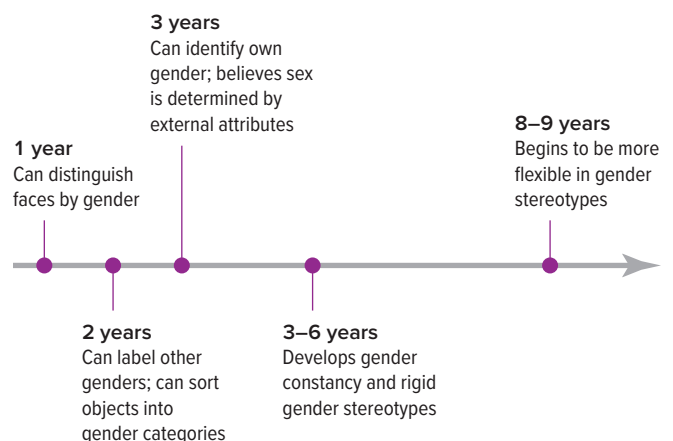 3 years
Can identify own
gender; believes sex
is determined by
external attributes
1 year
Can distinguish
faces by gender
8–9 years
Begins to be more
flexible in gender
stereotypes
2 years
Can label other
genders; can sort
objects into
gender categories
3–6 years
Develops gender
constancy and rigid
gender stereotypes